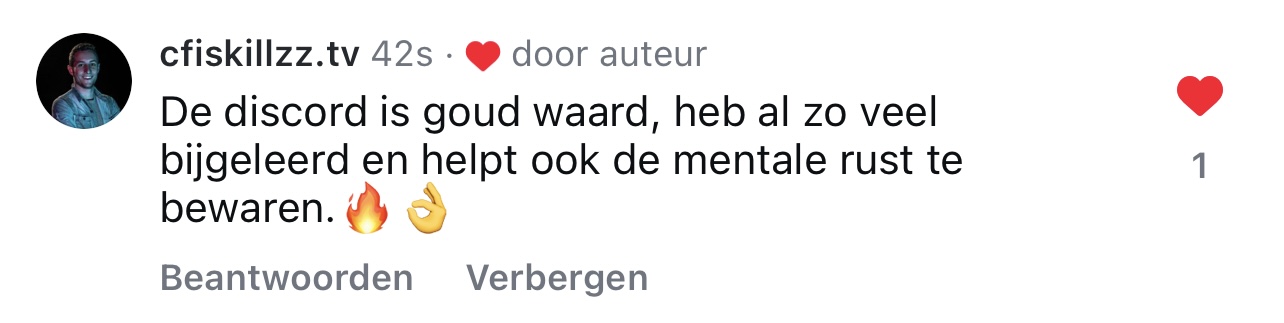 cfiskillzz.tv 42s · ❤️ door auteur
De discord is goud waard, heb al zo veel
bijgeleerd en helpt ook de mentale rust te
bewaren.🔥👌
1
Beantwoorden Verbergen